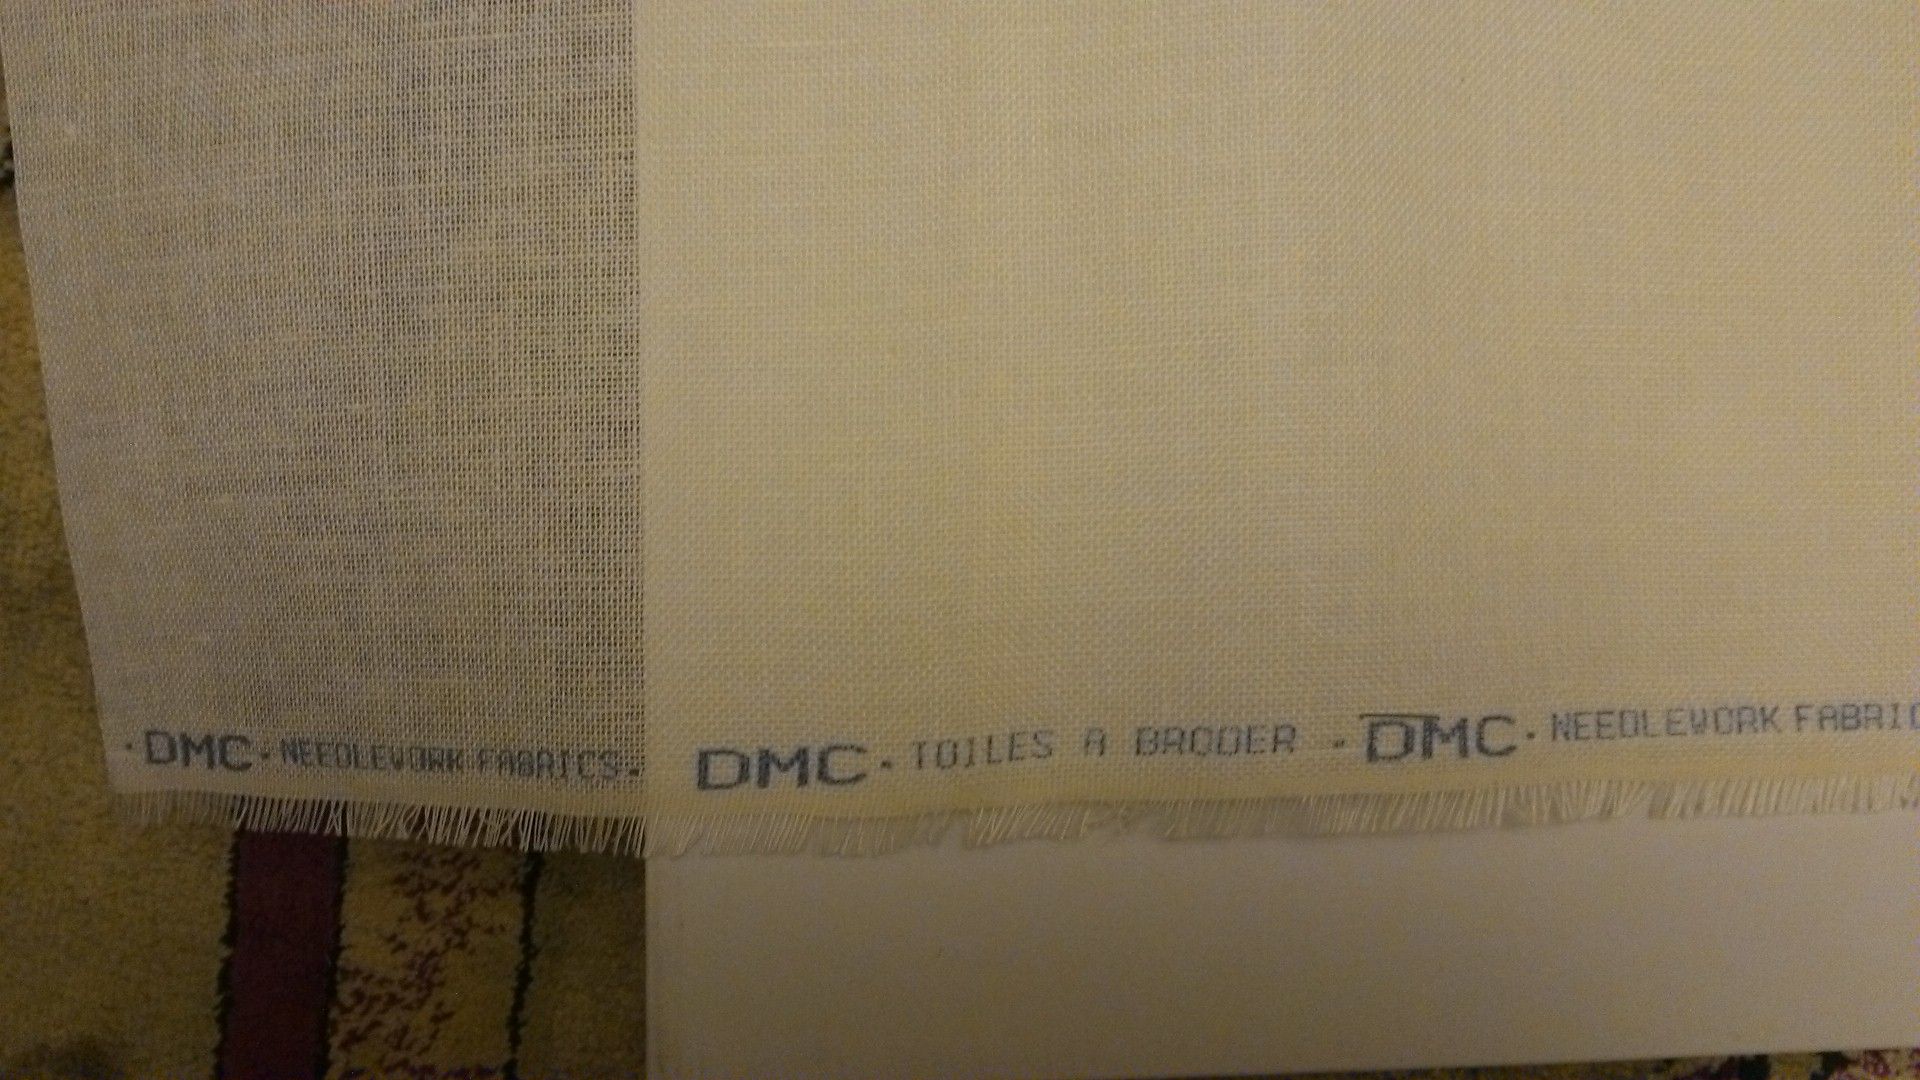 · DMC · NEEDLEWORK FABRICS · DMC · TOILES A BRODER · DMC · NEEDLEWORK FABRIC